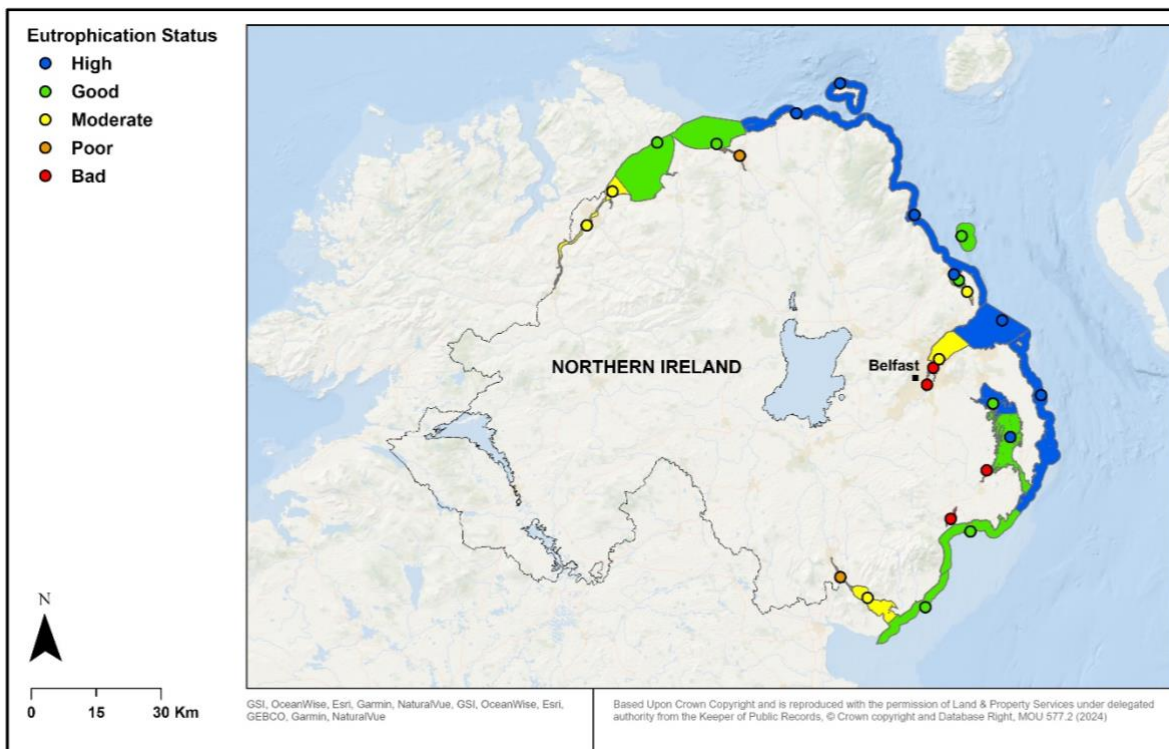 Eutrophication Status
High
Good
Moderate
Poor
Bad
NORTHERN IRELAND
Belfast
N
0 15 30 Km
GSI, OceanWise, Esri, Garmin, NaturalVue, GSI, OceanWise, Esri,
GEBCO, Garmin, NaturalVue
Based Upon Crown Copyright and is reproduced with the permission of Land & Property Services under delegated
authority from the Keeper of Public Records, © Crown copyright and Database Right, MOU 577.2 (2024)